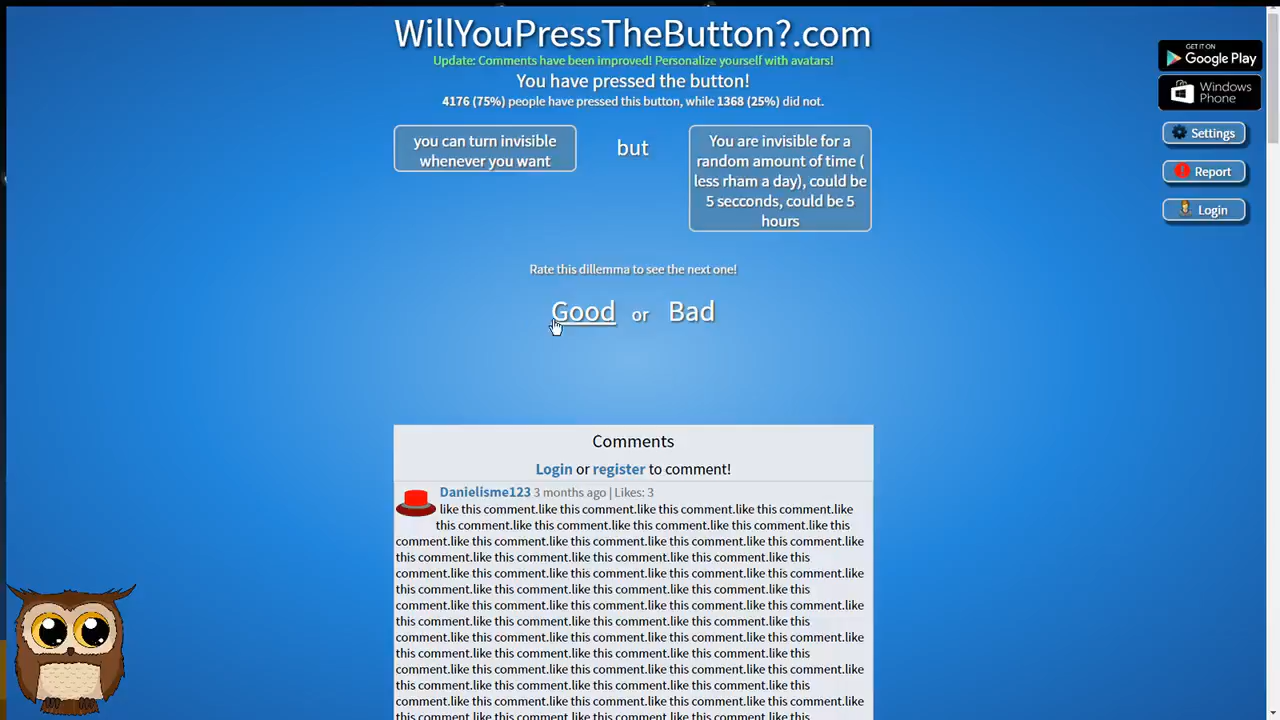 WillYouPressTheButton?.com
Update: Comments have been improved! Personalize yourself with avatars!
You have pressed the button!
4176 (75%) people have pressed this button, while 1368 (25%) did not.
you can turn invisible
whenever you want
but
You are invisible for a
random amount of time (
less rham a day), could be
5 secconds, could be 5
hours
GET IT ON
Google Play
Windows
Phone
Settings
Report
Login
Rate this dillemma to see the next one!
Good or Bad
Comments
Login or register to comment!
Danielisme123 3 months ago | Likes: 3
like this comment.like this comment.like this comment.like this comment.like
this comment.like this comment.like this comment.like this comment.like this
comment.like this comment.like this comment.like this comment.like this comment.like
this comment.like this comment.like this comment.like this comment.like this
comment.like this comment.like this comment.like this comment.like this comment.like
this comment.like this comment.like this comment.like this comment.like this
comment.like this comment.like this comment.like this comment.like this comment.like
this comment.like this comment.like this comment.like this comment.like this
comment.like this comment.like this comment.like this comment.like this comment.like
this comment.like this comment.like this comment.like this comment.like this
comment.like this comment.like this comment.like this comment.like this comment.like
this comment.like this comment.like this comment.like this comment.like this
comment.like this comment.like this comment.like this comment.like this comment.like
this comment.like this comment.like this comment.like this comment.like this